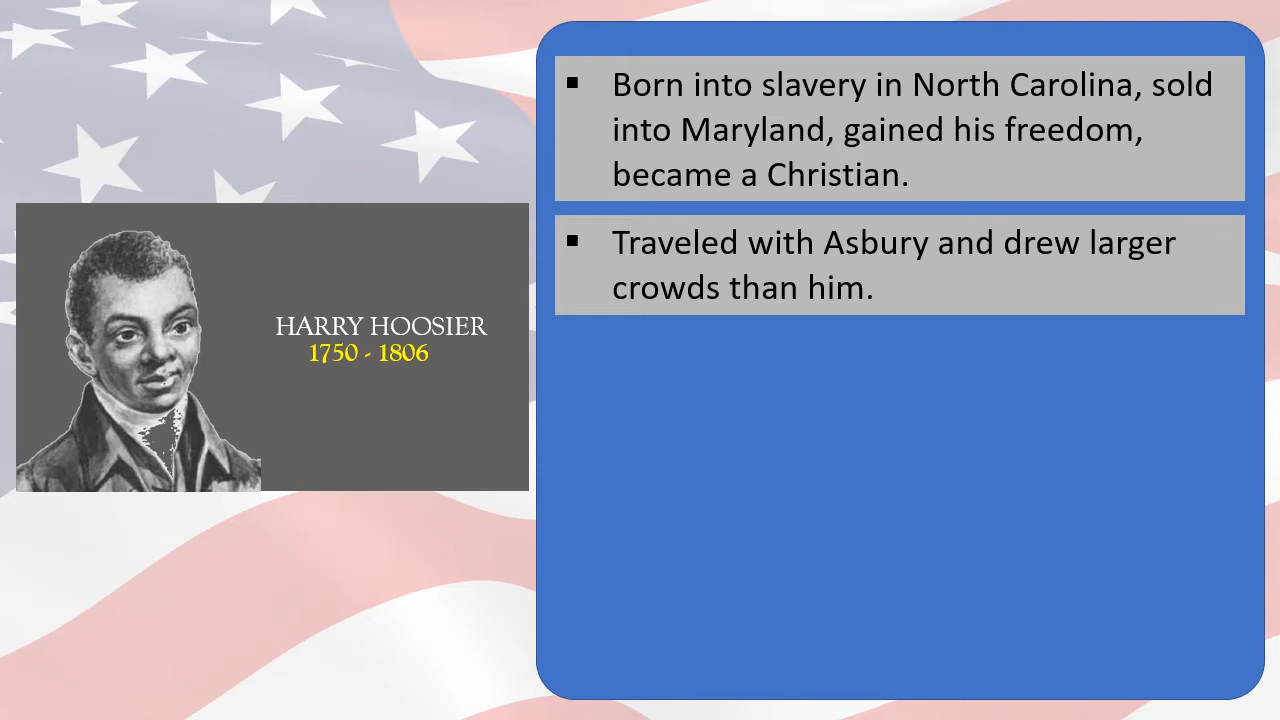 HARRY HOOSIER
1750 - 1806
▪ Born into slavery in North Carolina, sold
into Maryland, gained his freedom,
became a Christian.
▪ Traveled with Asbury and drew larger
crowds than him.